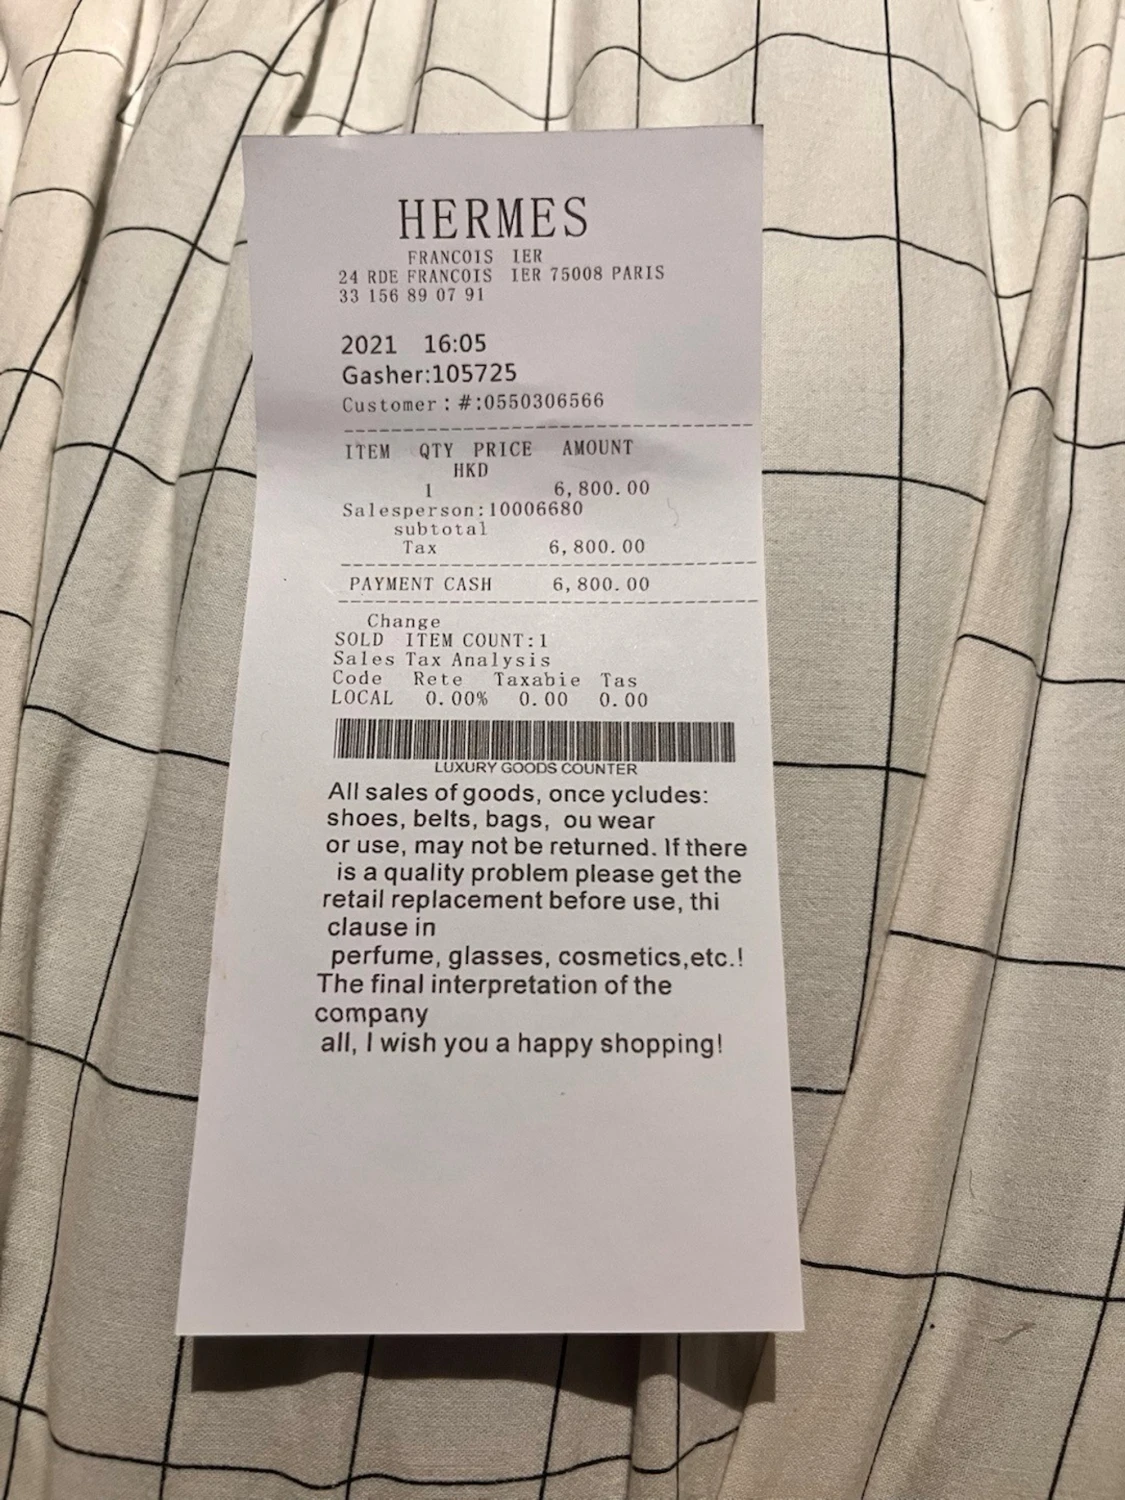 HERMES
FRANCOIS IER
24 RDE FRANCOIS IER 75008 PARIS
33 156 89 07 91
2021 16:05
Gasher:105725
Customer:#:0550306566
ITEM QTY PRICE AMOUNT
HKD
1 6,800.00
Salesperson:10006680
subtotal
Tax 6,800.00
PAYMENT CASH 6,800.00
Change
SOLD ITEM COUNT:1
Sales Tax Analysis
Code Rete Taxabie Tas
LOCAL 0.00% 0.00 0.00
LUXURY GOODS COUNTER
All sales of goods, once ycludes:
shoes, belts, bags, ou wear
or use, may not be returned. If there
is a quality problem please get the
retail replacement before use, thi
clause in
perfume, glasses, cosmetics,etc.!
The final interpretation of the
company
all, I wish you a happy shopping!